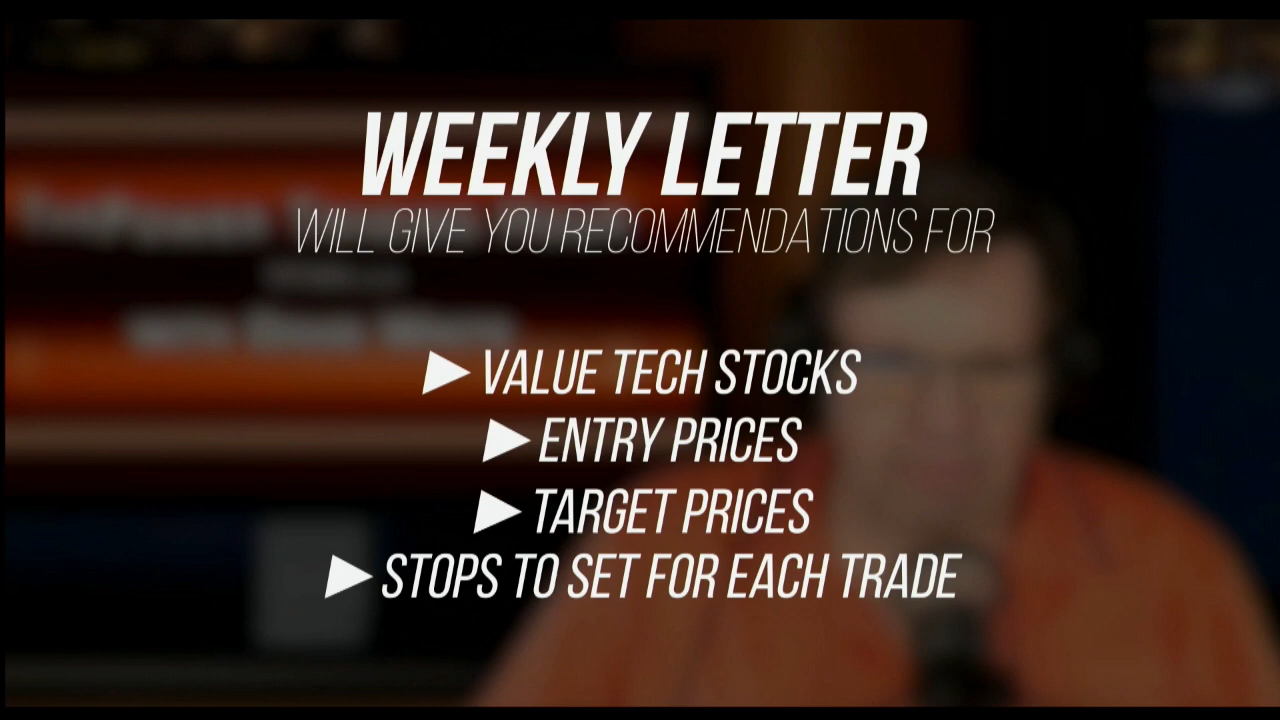 WEEKLY LETTER
WILL GIVE YOU RECOMMENDATIONS FOR
▶ VALUE TECH STOCKS
▶ ENTRY PRICES
▶ TARGET PRICES
▶ STOPS TO SET FOR EACH TRADE